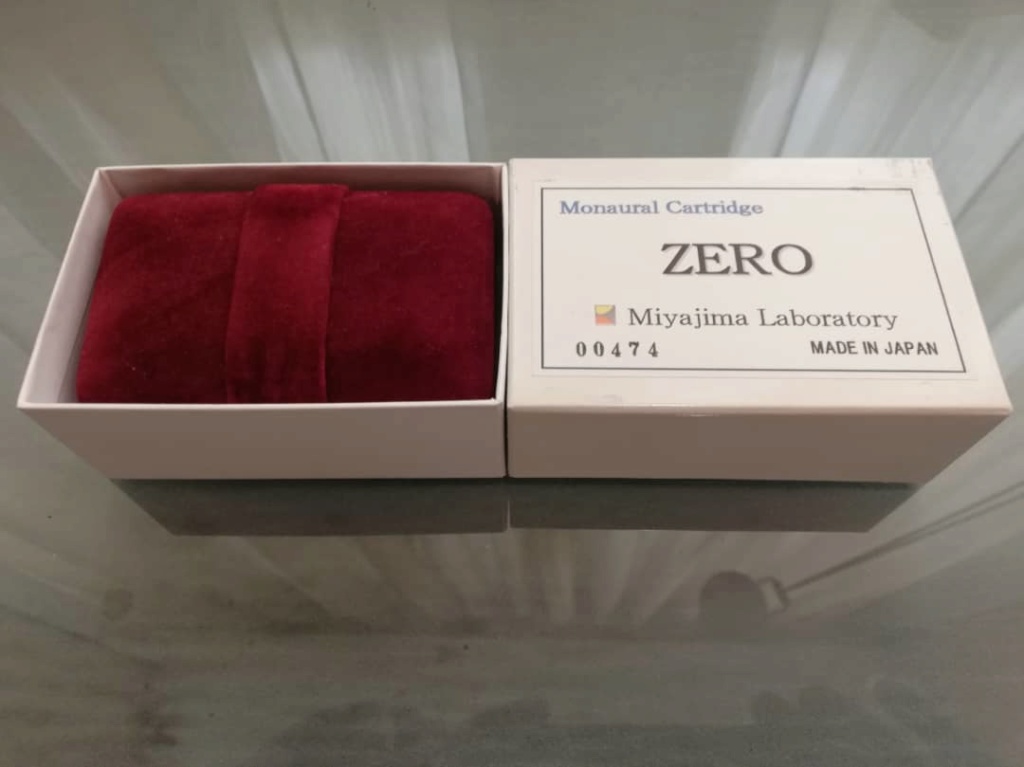 Monaural Cartridge
ZERO
Miyajima Laboratory
00474 MADE IN JAPAN